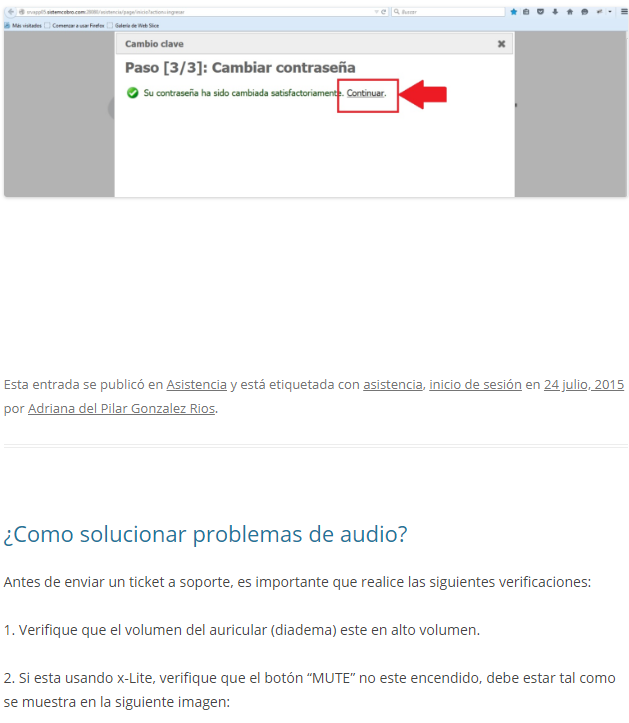 sistemcobro.com
Buscar
Más visitados Comenzar a usar Firefox Galería de Web Slice
Cambio clave
Paso [3/3]: Cambiar contraseña
Su contraseña ha sido cambiada satisfactoriamente. Continuar.
Esta entrada se publicó en Asistencia y está etiquetada con asistencia, inicio de sesión en 24 julio, 2015
por Adriana del Pilar Gonzalez Rios.
¿Como solucionar problemas de audio?
Antes de enviar un ticket a soporte, es importante que realice las siguientes verificaciones:
1. Verifique que el volumen del auricular (diadema) este en alto volumen.
2. Si esta usando x-Lite, verifique que el botón “MUTE” no este encendido, debe estar tal como
se muestra en la siguiente imagen: